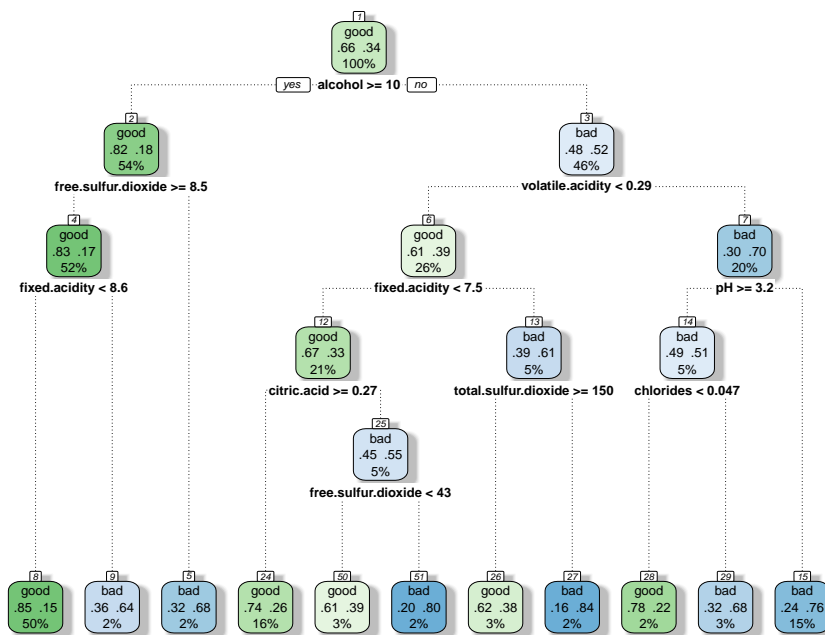 1
good
.66 .34
100%
yes alcohol >= 10 no
2
good
.82 .18
54%
free.sulfur.dioxide >= 8.5
3
bad
.48 .52
46%
volatile.acidity < 0.29
4
good
.83 .17
52%
fixed.acidity < 8.6
6
good
.61 .39
26%
fixed.acidity < 7.5
7
bad
.30 .70
20%
pH >= 3.2
12
good
.67 .33
21%
citric.acid >= 0.27
13
bad
.39 .61
5%
total.sulfur.dioxide >= 150
14
bad
.49 .51
5%
chlorides < 0.047
25
bad
.45 .55
5%
free.sulfur.dioxide < 43
8
good
.85 .15
50%
9
bad
.36 .64
2%
5
bad
.32 .68
2%
24
good
.74 .26
16%
50
good
.61 .39
3%
51
bad
.20 .80
2%
26
good
.62 .38
3%
27
bad
.16 .84
2%
28
good
.78 .22
2%
29
bad
.32 .68
3%
15
bad
.24 .76
15%